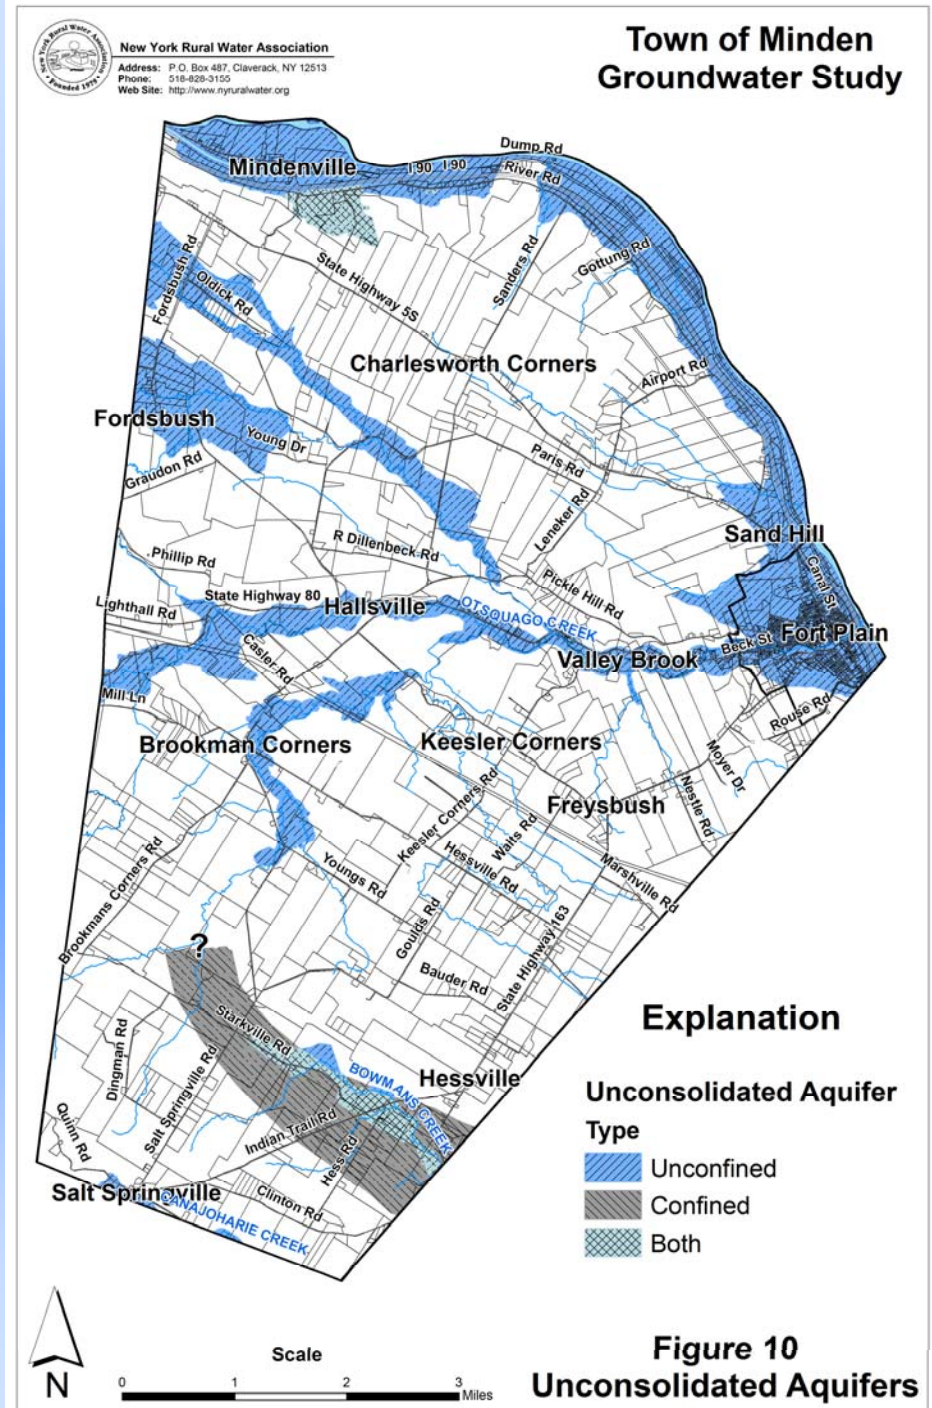 New York Rural Water Association
Founded 1979
New York Rural Water Association
Address: P.O. Box 487, Claverack, NY 12513
Phone: 518-828-3155
Web Site: http://www.nyruralwater.org
Town of Minden
Groundwater Study
Dump Rd
Mindenville
I 90 I 90
River Rd
Fordsbush Rd
Oldick Rd
State Highway 5S
Sanders Rd
Gottung Rd
Charlesworth Corners
Airport Rd
Fordsbush
Young Dr
Graudon Rd
Paris Rd
Leneker Rd
Sand Hill
Phillip Rd
R Dillenbeck Rd
Canal St
Lighthall Rd
State Highway 80
Hallsville
OTSQUAGO CREEK
Pickle Hill Rd
Fort Plain
Beck St
Valley Brook
Casler Rd
Mill Ln
Rouse Rd
Brookman Corners
Keesler Corners
Moyer Dr
Freysbush
Nestle Rd
Keesler Corners Rd
Walts Rd
Hessville Rd
Marshville Rd
Youngs Rd
Brookmans Corners Rd
Goulds Rd
State Highway 163
?
Bauder Rd
Starkville Rd
Dingman Rd
Salt Springville Rd
BOWMANS CREEK
Hessville
Indian Trail Rd
Hess Rd
Quinn Rd
Salt Springville
Clinton Rd
CANAJOHARIE CREEK
Explanation
Unconsolidated Aquifer
Type
Unconfined
Confined
Both
N
Scale
0 1 2 3
Miles
Figure 10
Unconsolidated Aquifers